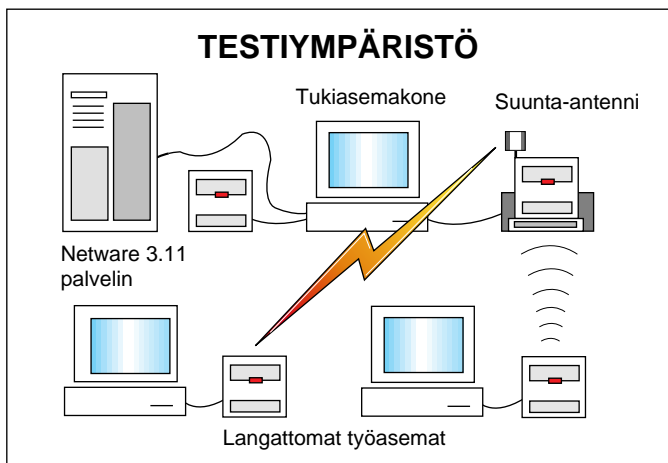 TESTIYMPÄRISTÖ
Tukiasemakone
Suunta-antenni
Netware 3.11
palvelin
Langattomat työasemat